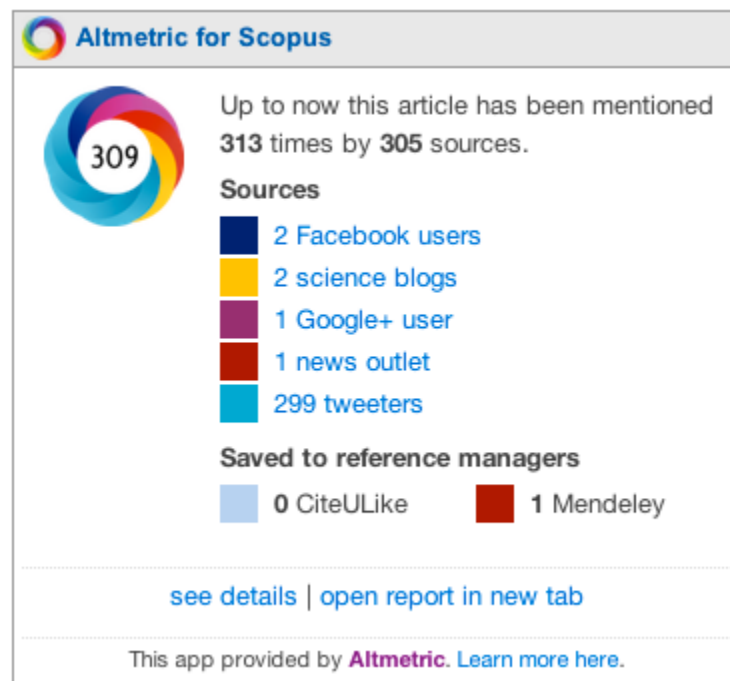 Altmetric for Scopus
309
Up to now this article has been mentioned
313 times by 305 sources.
Sources
2 Facebook users
2 science blogs
1 Google+ user
1 news outlet
299 tweeters
Saved to reference managers
0 CiteULike 1 Mendeley
see details | open report in new tab
This app provided by Altmetric. Learn more here.